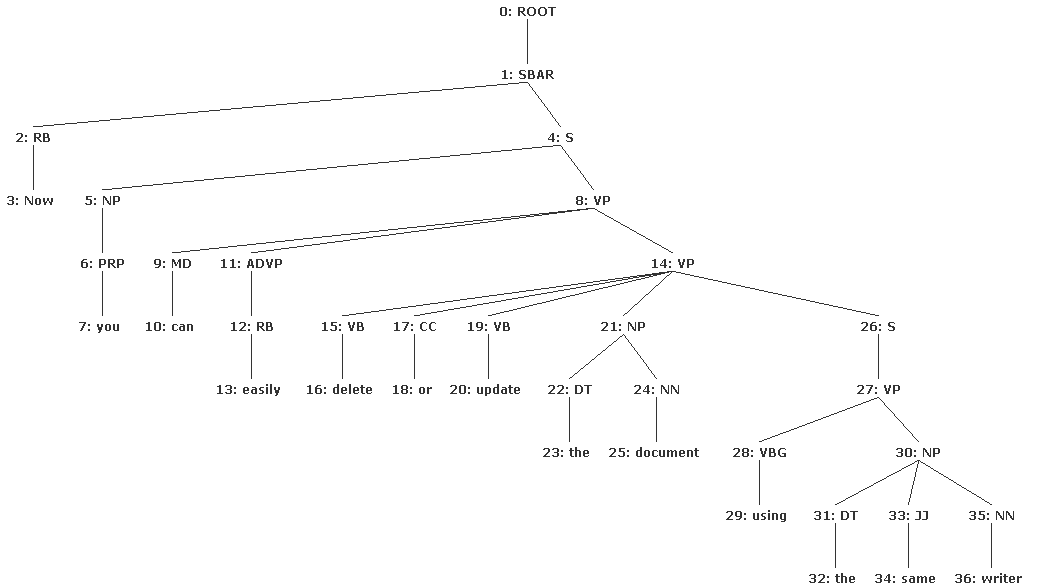 0: ROOT
1: SBAR
2: RB 4: S
3: Now 5: NP 8: VP
6: PRP 9: MD 11: ADVP 14: VP
7: you 10: can 12: RB 15: VB 17: CC 19: VB 21: NP 26: S
13: easily 16: delete 18: or 20: update 22: DT 24: NN 27: VP
23: the 25: document 28: VBG 30: NP
29: using 31: DT 33: JJ 35: NN
32: the 34: same 36: writer